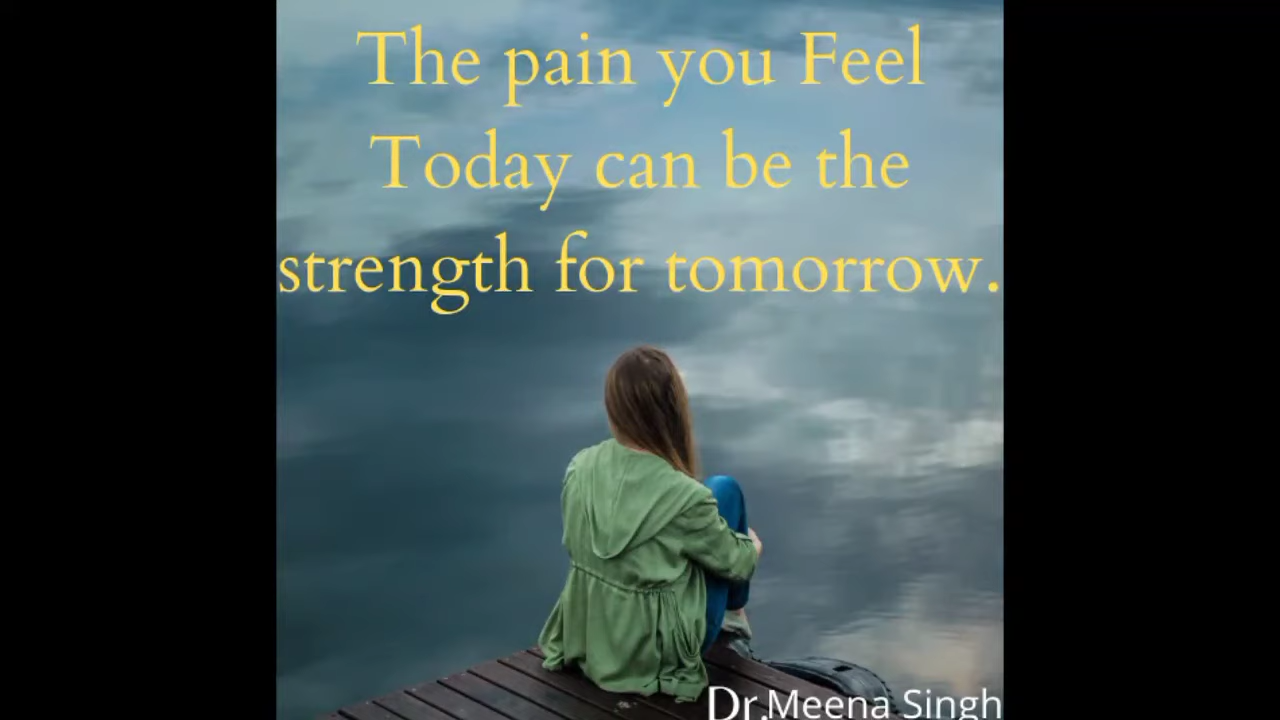 The pain you Feel
Today can be the
strength for tomorrow.
Dr.Meena Singh